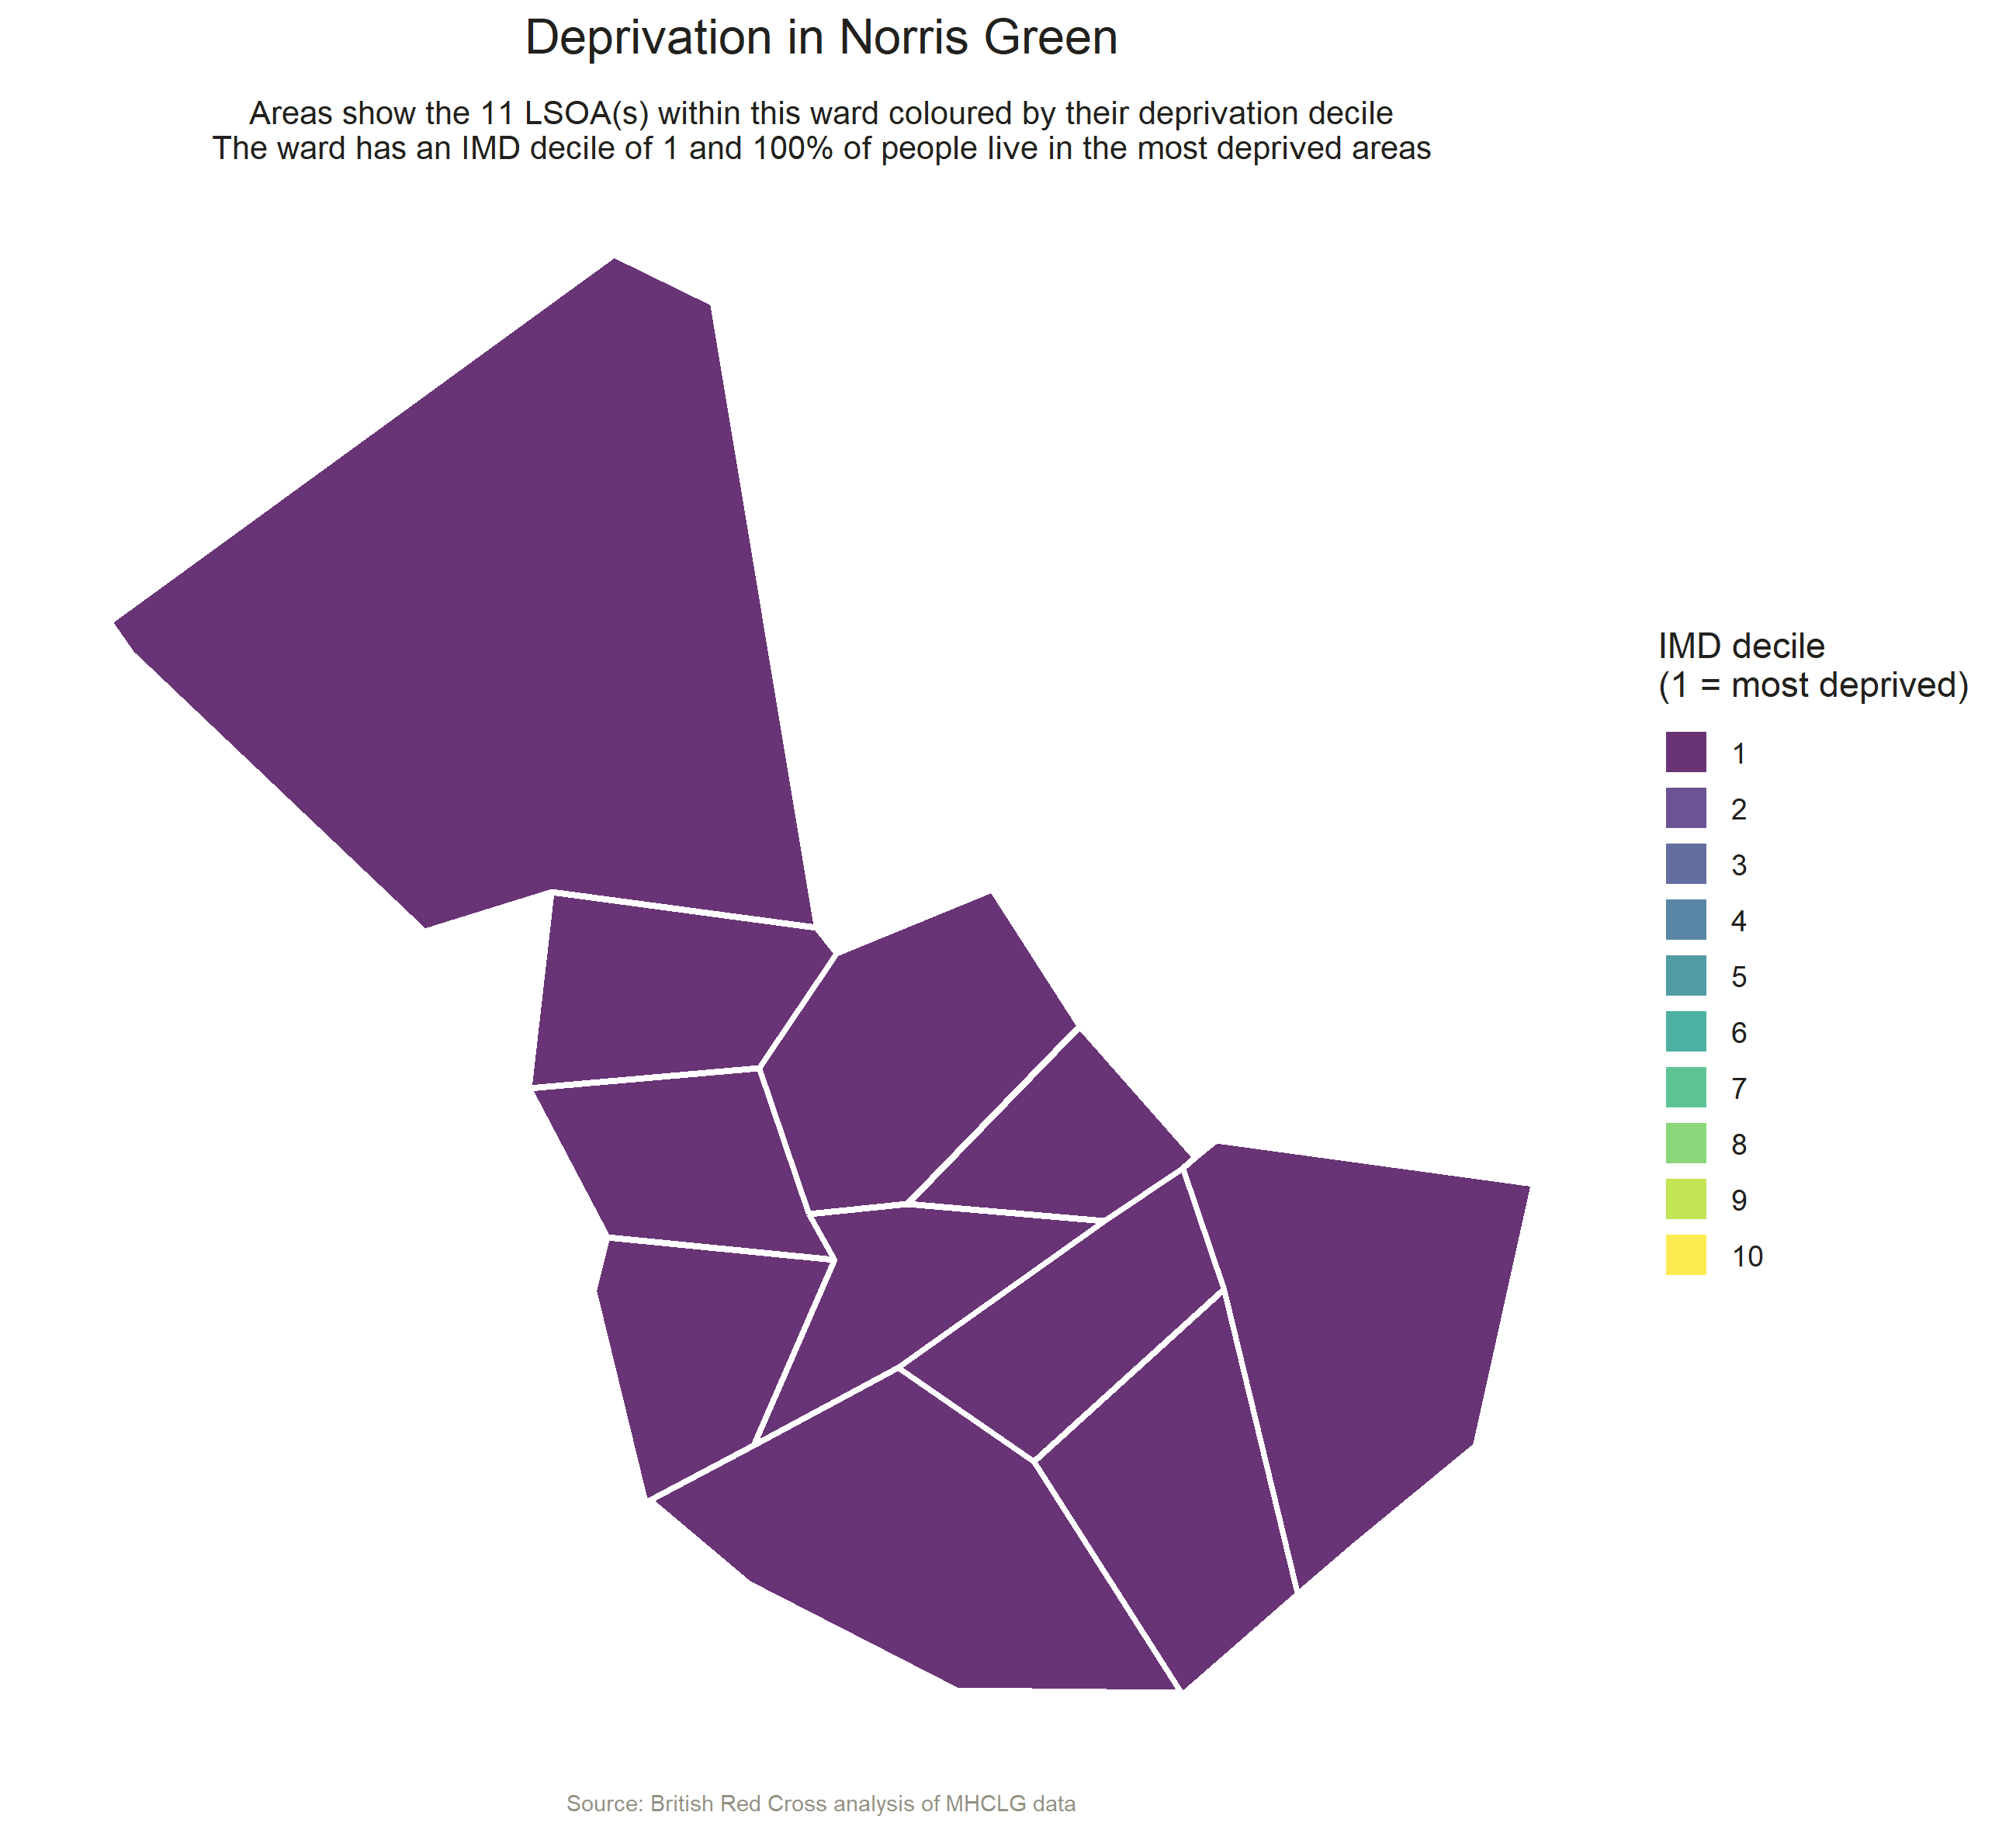 Deprivation in Norris Green
Areas show the 11 LSOA(s) within this ward coloured by their deprivation decile
The ward has an IMD decile of 1 and 100% of people live in the most deprived areas
IMD decile
(1 = most deprived)
1
2
3
4
5
6
7
8
9
10
Source: British Red Cross analysis of MHCLG data